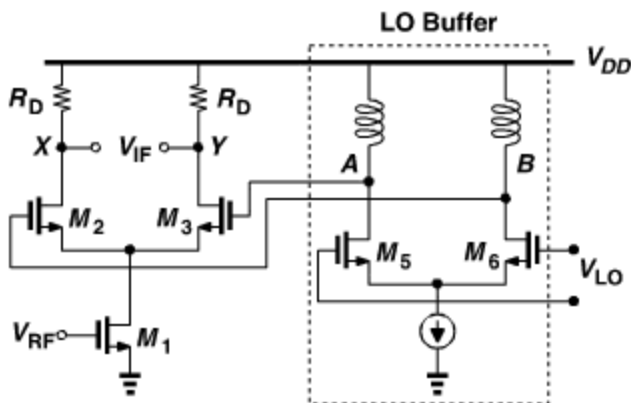 LO Buffer
V_DD
R_D
R_D
X
V_IF
Y
A
B
M_2
M_3
M_5
M_6
V_LO
V_RF
M_1